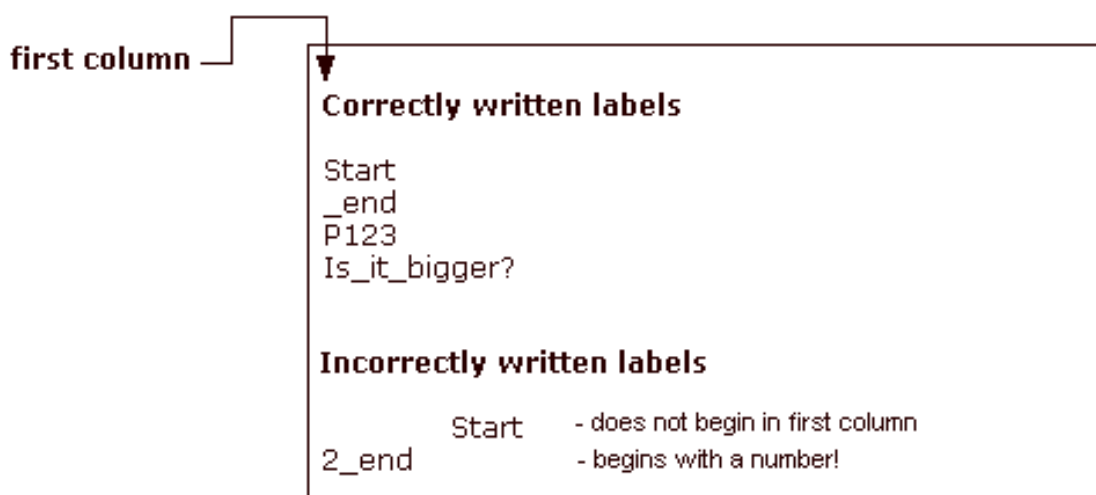 first column
Correctly written labels
Start
_end
P123
Is_it_bigger?
Incorrectly written labels
Start - does not begin in first column
2_end - begins with a number!